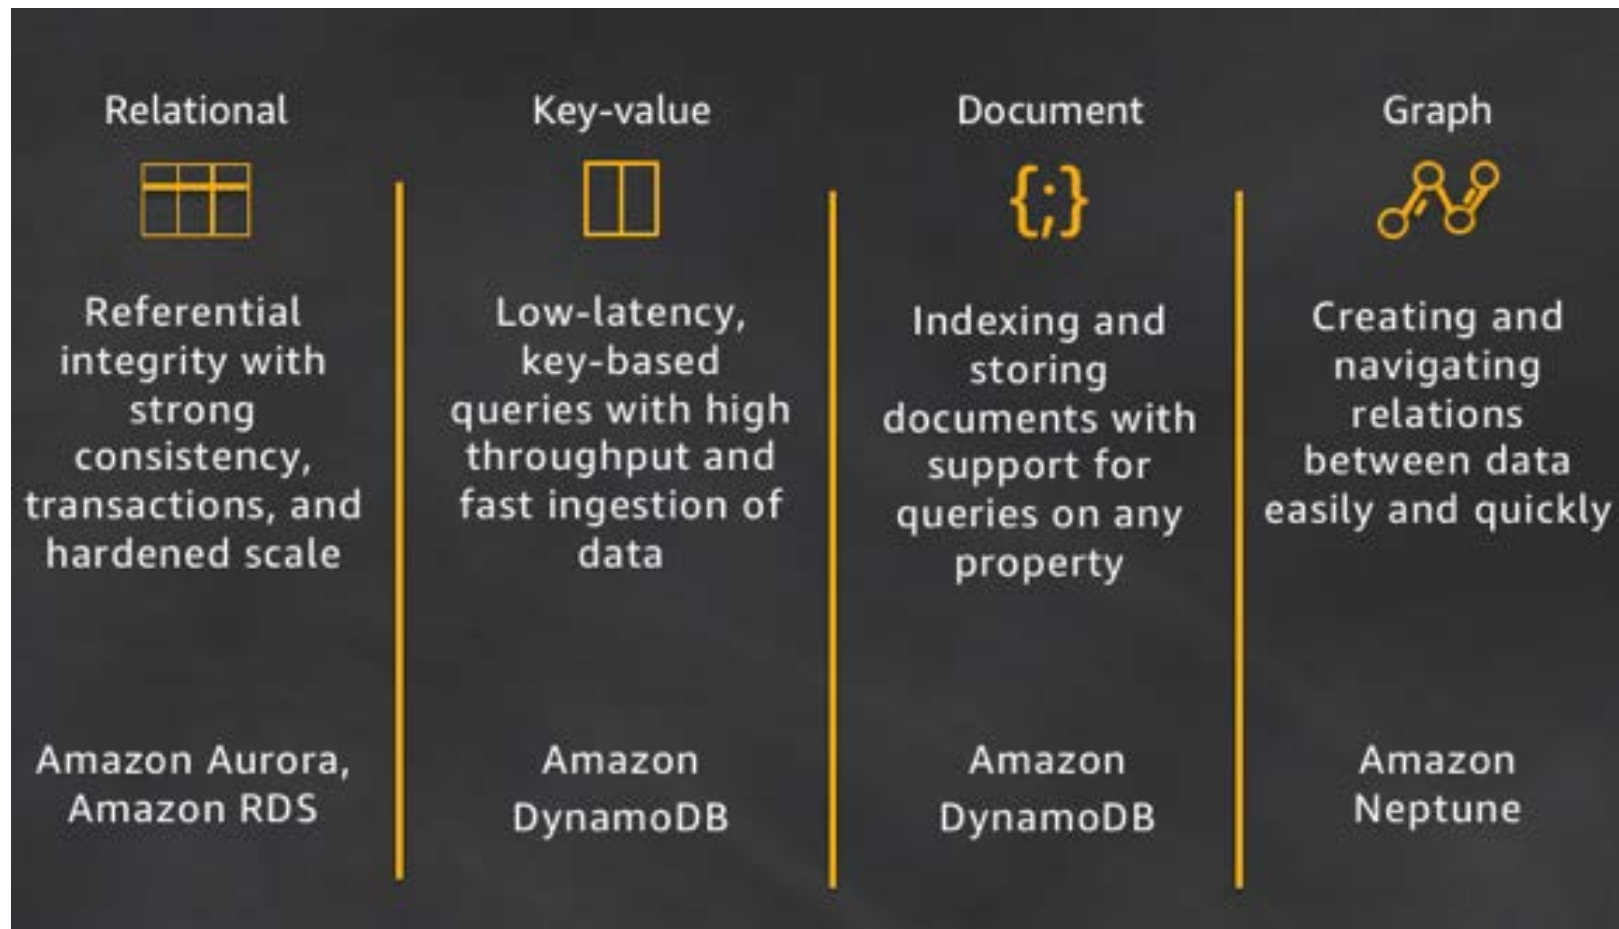 Relational
Referential
integrity with
strong
consistency,
transactions, and
hardened scale
Amazon Aurora,
Amazon RDS
Key-value
Low-latency,
key-based
queries with high
throughput and
fast ingestion of
data
Amazon
DynamoDB
Document
{;}
Indexing and
storing
documents with
support for
queries on any
property
Amazon
DynamoDB
Graph
Creating and
navigating
relations
between data
easily and quickly
Amazon
Neptune